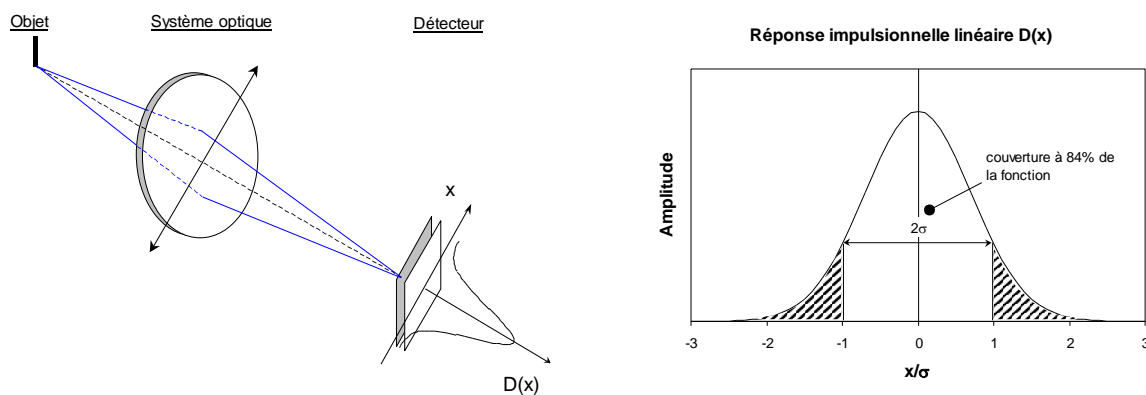 Objet
Système optique
Détecteur
x
D(x)
Réponse impulsionnelle linéaire D(x)
Amplitude
couverture à 84% de
la fonction
2σ
-3 -2 -1 0 1 2 3
x/σ